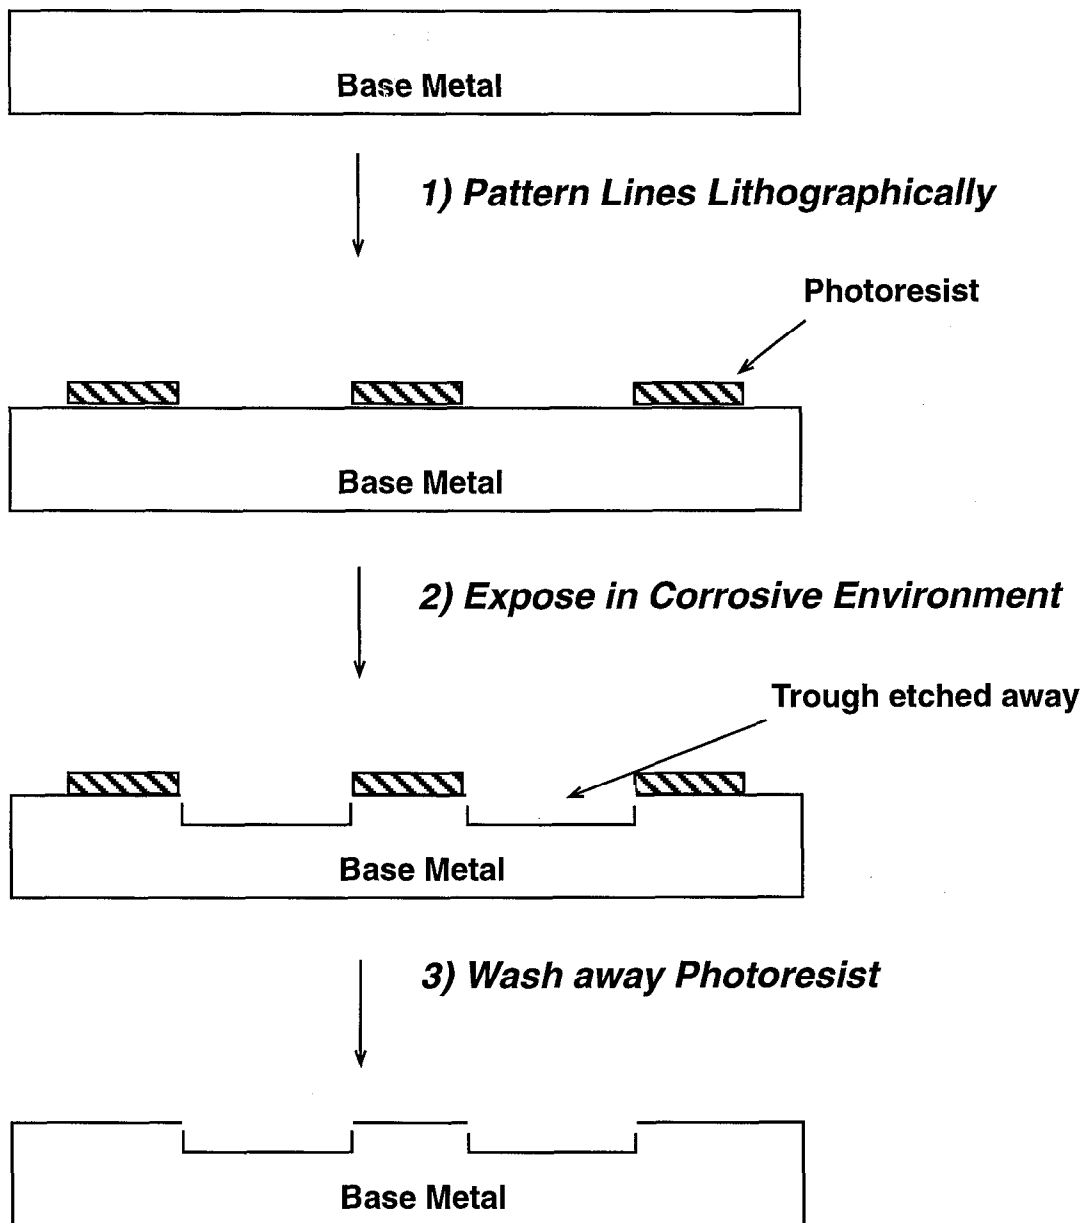 Base Metal
1) Pattern Lines Lithographically
Photoresist
Base Metal
2) Expose in Corrosive Environment
Trough etched away
Base Metal
3) Wash away Photoresist
Base Metal